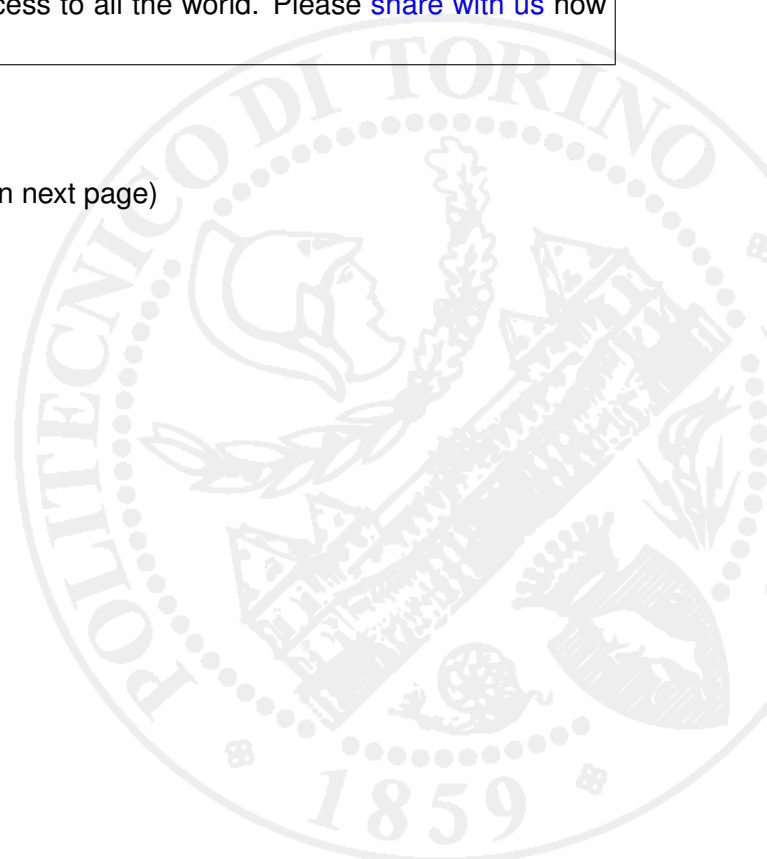 cess to all the world. Please share with us how
n next page)
POLITECNICO DI TORINO
1859